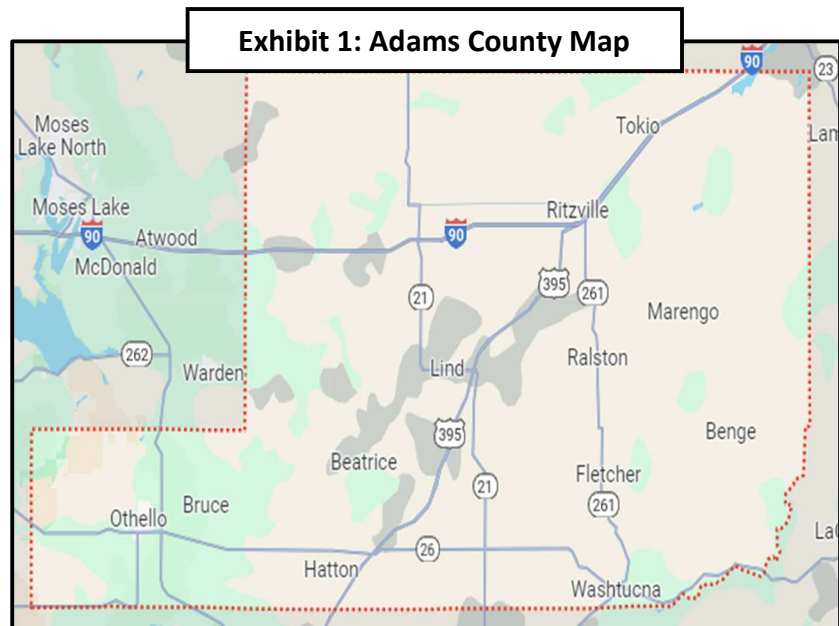 Exhibit 1: Adams County Map
90
23
Moses
Lake North
Tokio
Lam
Moses Lake
Ritzville
90
Atwood
90
McDonald
395
21
261
Marengo
262
Warden
Lind
Ralston
395
Benge
Beatrice
Fletcher
21
Bruce
261
Othello
Lac
26
Hatton
Washtucna